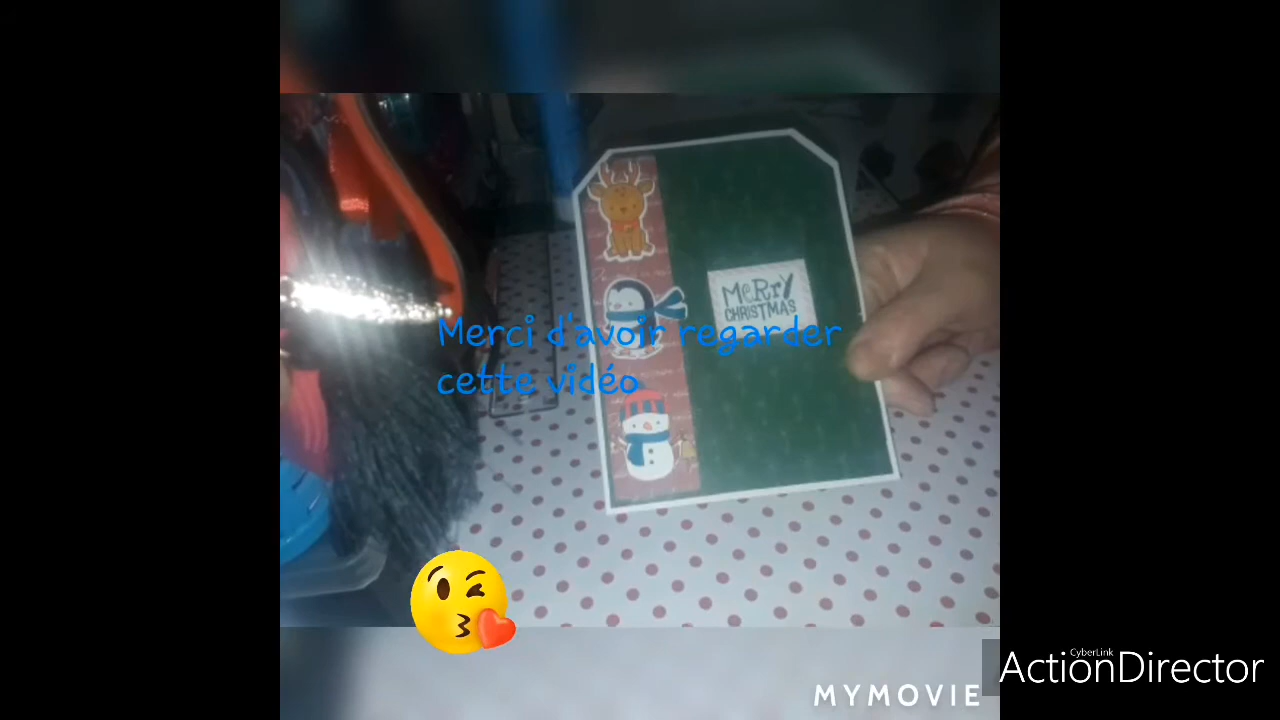 MeRRy
CHRISTMAS
Merci d'avoir regarder
cette vidéo
CyberLink
ActionDirector
MYMOVIE